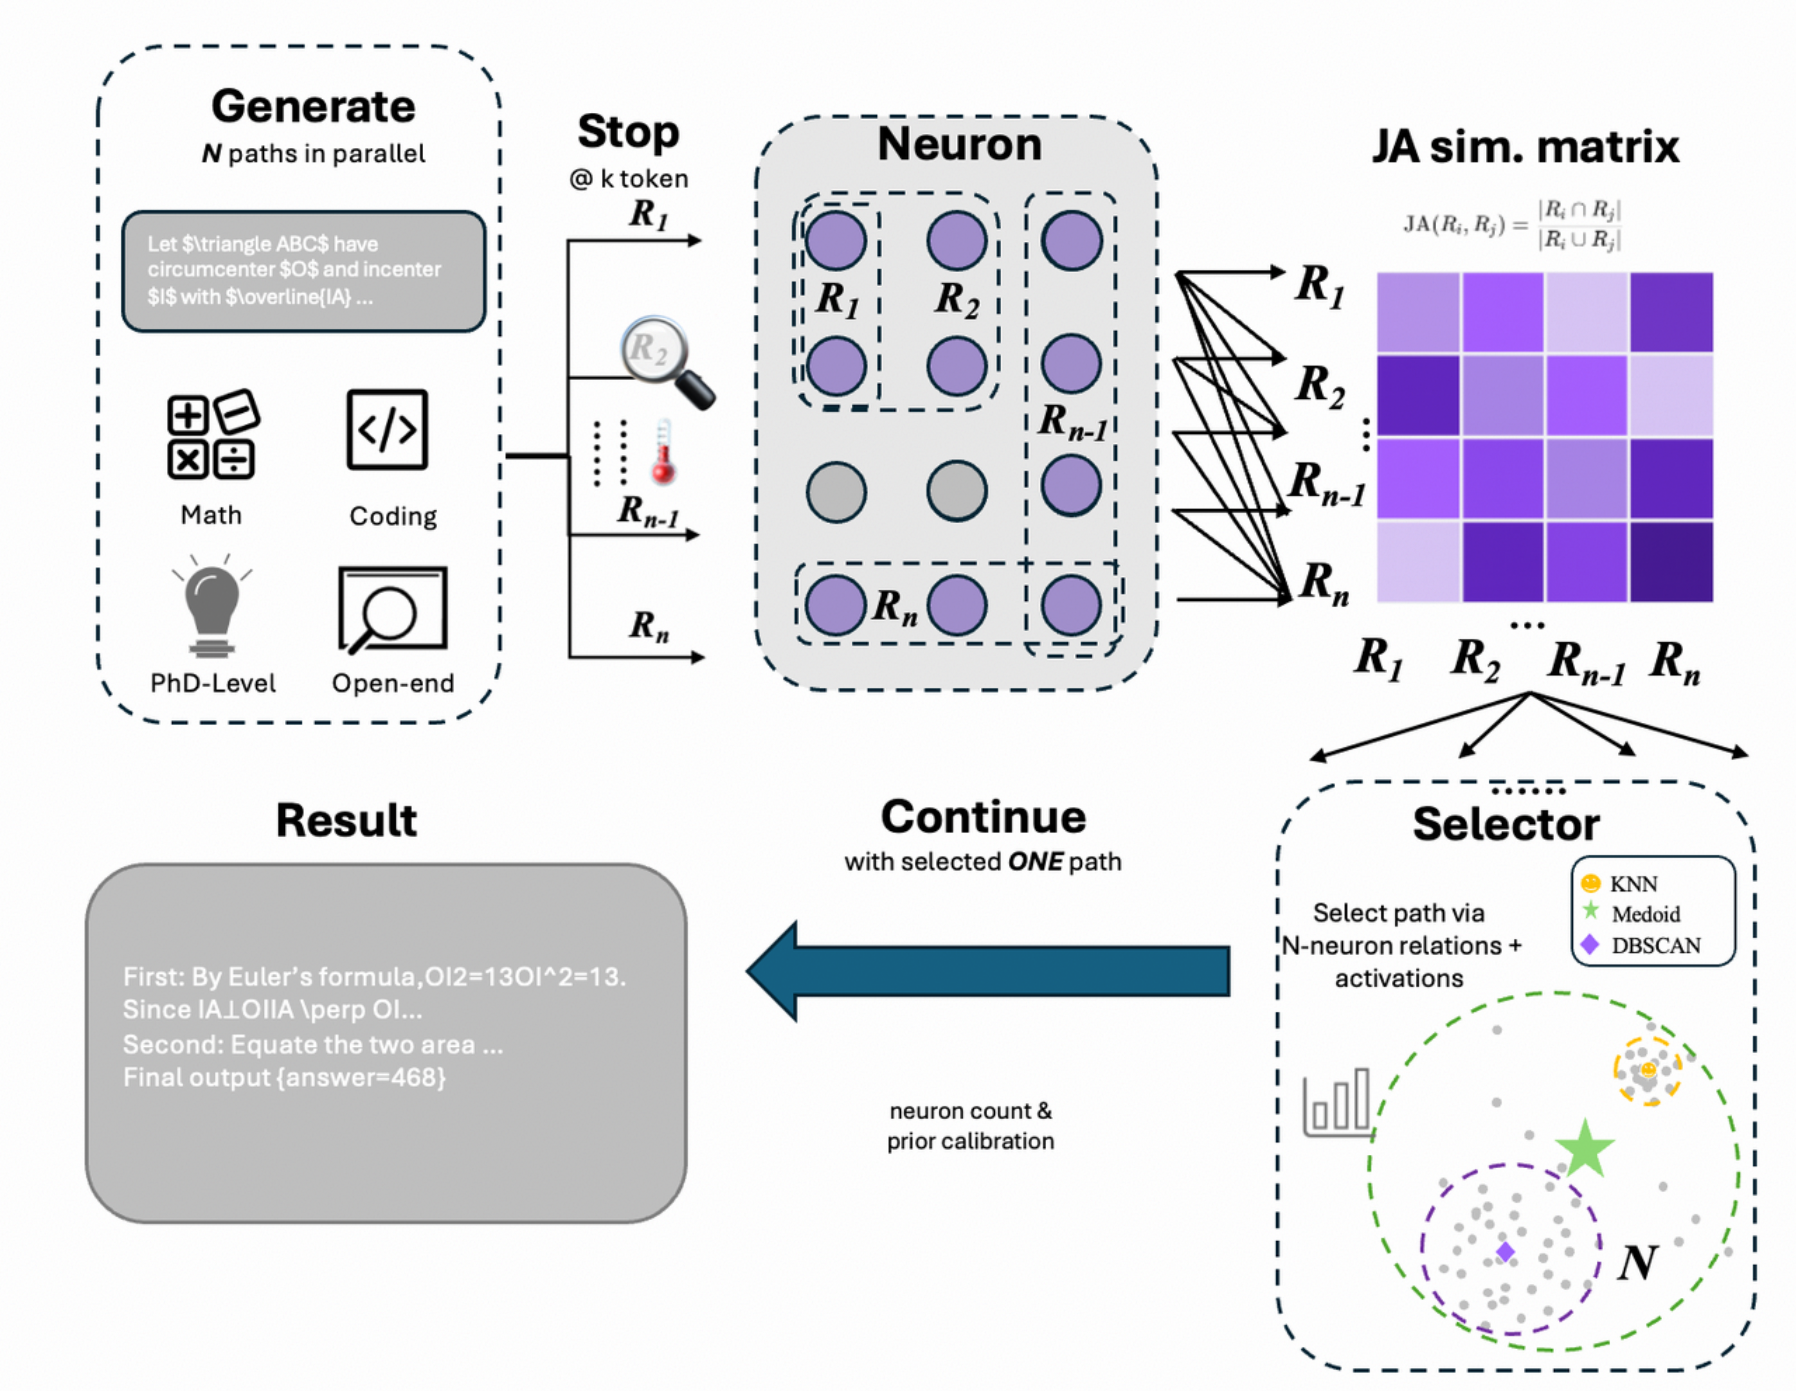 Generate
N paths in parallel
Let $\triangle ABC$ have
circumcenter $O$ and incenter
$I$ with $\overline{IA} ...
Math
Coding
PhD-Level
Open-end
Stop
@ k token
R1
R2
Rn-1
Rn
Neuron
R1
R2
Rn-1
Rn
JA sim. matrix
JA(Ri, Rj) = |Ri ∩ Rj| / |Ri ∪ Rj|
R1
R2
Rn-1
Rn
...
R1 R2 Rn-1 Rn
......
Selector
KNN
Medoid
DBSCAN
Select path via
N-neuron relations +
activations
N
Continue
with selected ONE path
neuron count &
prior calibration
Result
First: By Euler's formula,OI2=13OI^2=13.
Since IA⊥OIIA \perp OI...
Second: Equate the two area ...
Final output {answer=468}